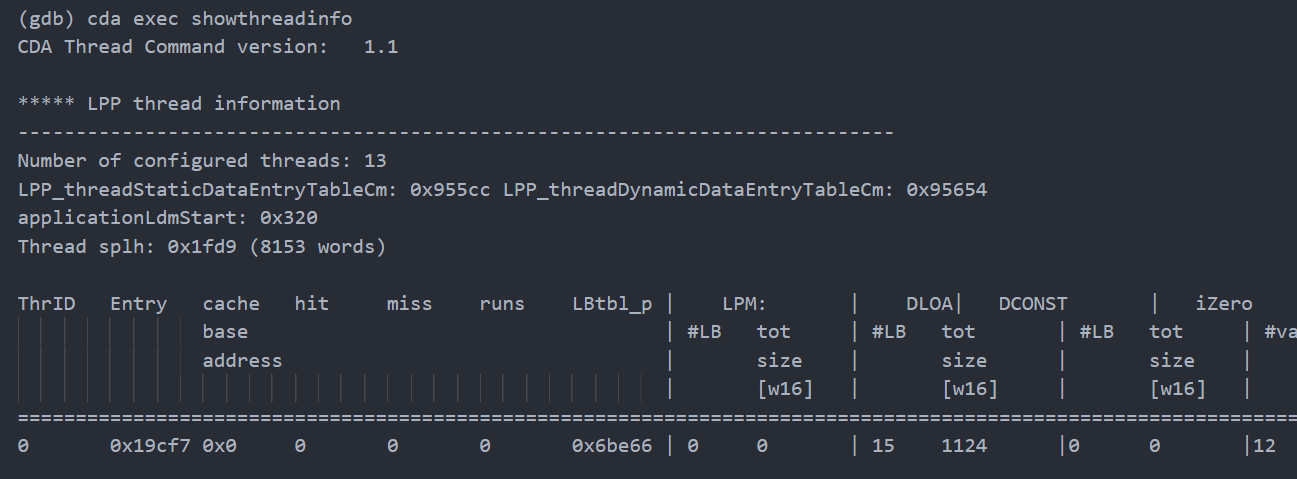 (gdb) cda exec showthreadinfo
CDA Thread Command version:   1.1

***** LPP thread information
----------------------------------------------------------------------------
Number of configured threads: 13
LPP_threadStaticDataEntryTableCm: 0x955cc LPP_threadDynamicDataEntryTableCm: 0x95654
applicationLdmStart: 0x320
Thread splh: 0x1fd9 (8153 words)

ThrID   Entry   cache   hit     miss    runs    LBtbl_p |    LPM:       |    DLOA|   DCONST       |   iZero
                base                                    | #LB   tot     | #LB   tot       | #LB   tot     | #va
                address                                 |       size    |       size      |       size    |
                                                        |       [w16]   |       [w16]     |       [w16]   |
===============================================================================================================
0       0x19cf7 0x0     0       0       0       0x6be66 | 0     0       | 15    1124      |0      0       |12